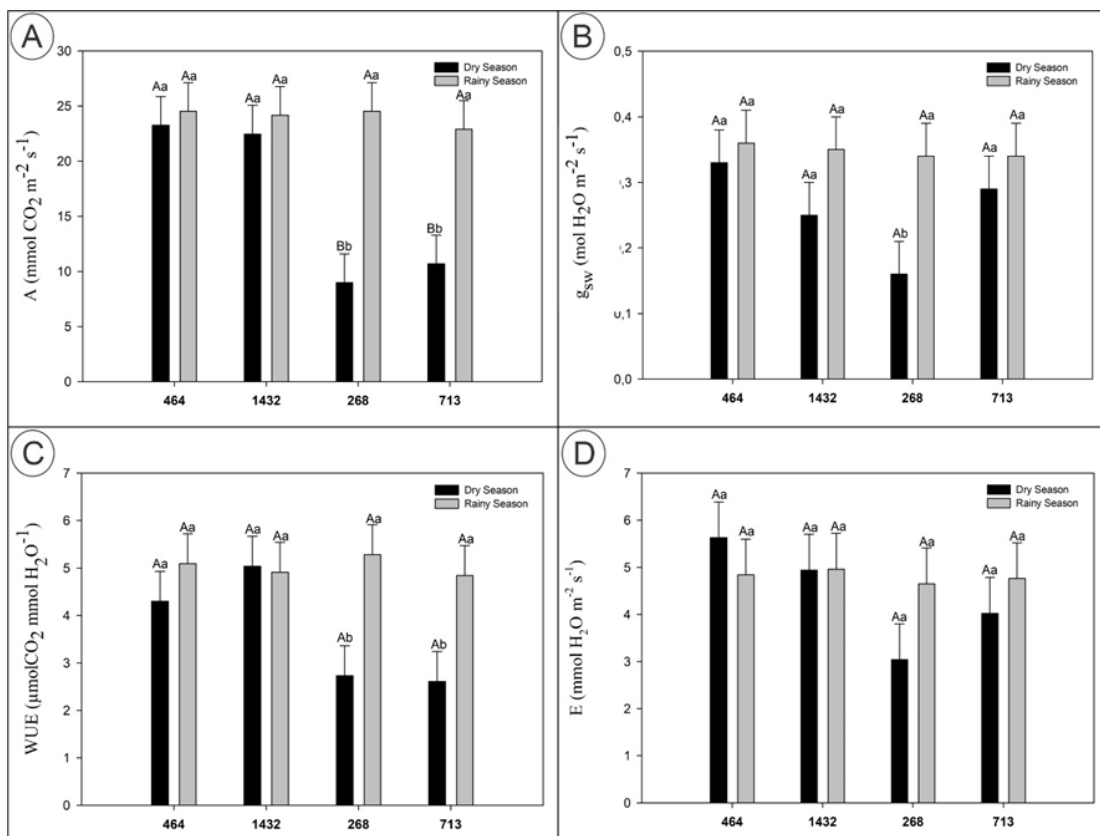 A
30
25
20
15
10
5
0
A (mmol CO2 m-2 s-1)
Dry Season
Rainy Season
Aa Aa Aa Aa Bb Aa Bb Aa
464 1432 268 713
B
0,5
0,4
0,3
0,2
0,1
0,0
gsw (mol H2O m-2 s-1)
Dry Season
Rainy Season
Aa Aa Aa Aa Ab Aa Aa Aa
464 1432 268 713
C
7
6
5
4
3
2
1
0
WUE (µmolCO2 mmol H2O-1)
Dry Season
Rainy Season
Aa Aa Aa Aa Ab Aa Ab Aa
464 1432 268 713
D
7
6
5
4
3
2
1
0
E (mmol H2O m-2 s-1)
Dry Season
Rainy Season
Aa Aa Aa Aa Aa Aa Aa Aa
464 1432 268 713